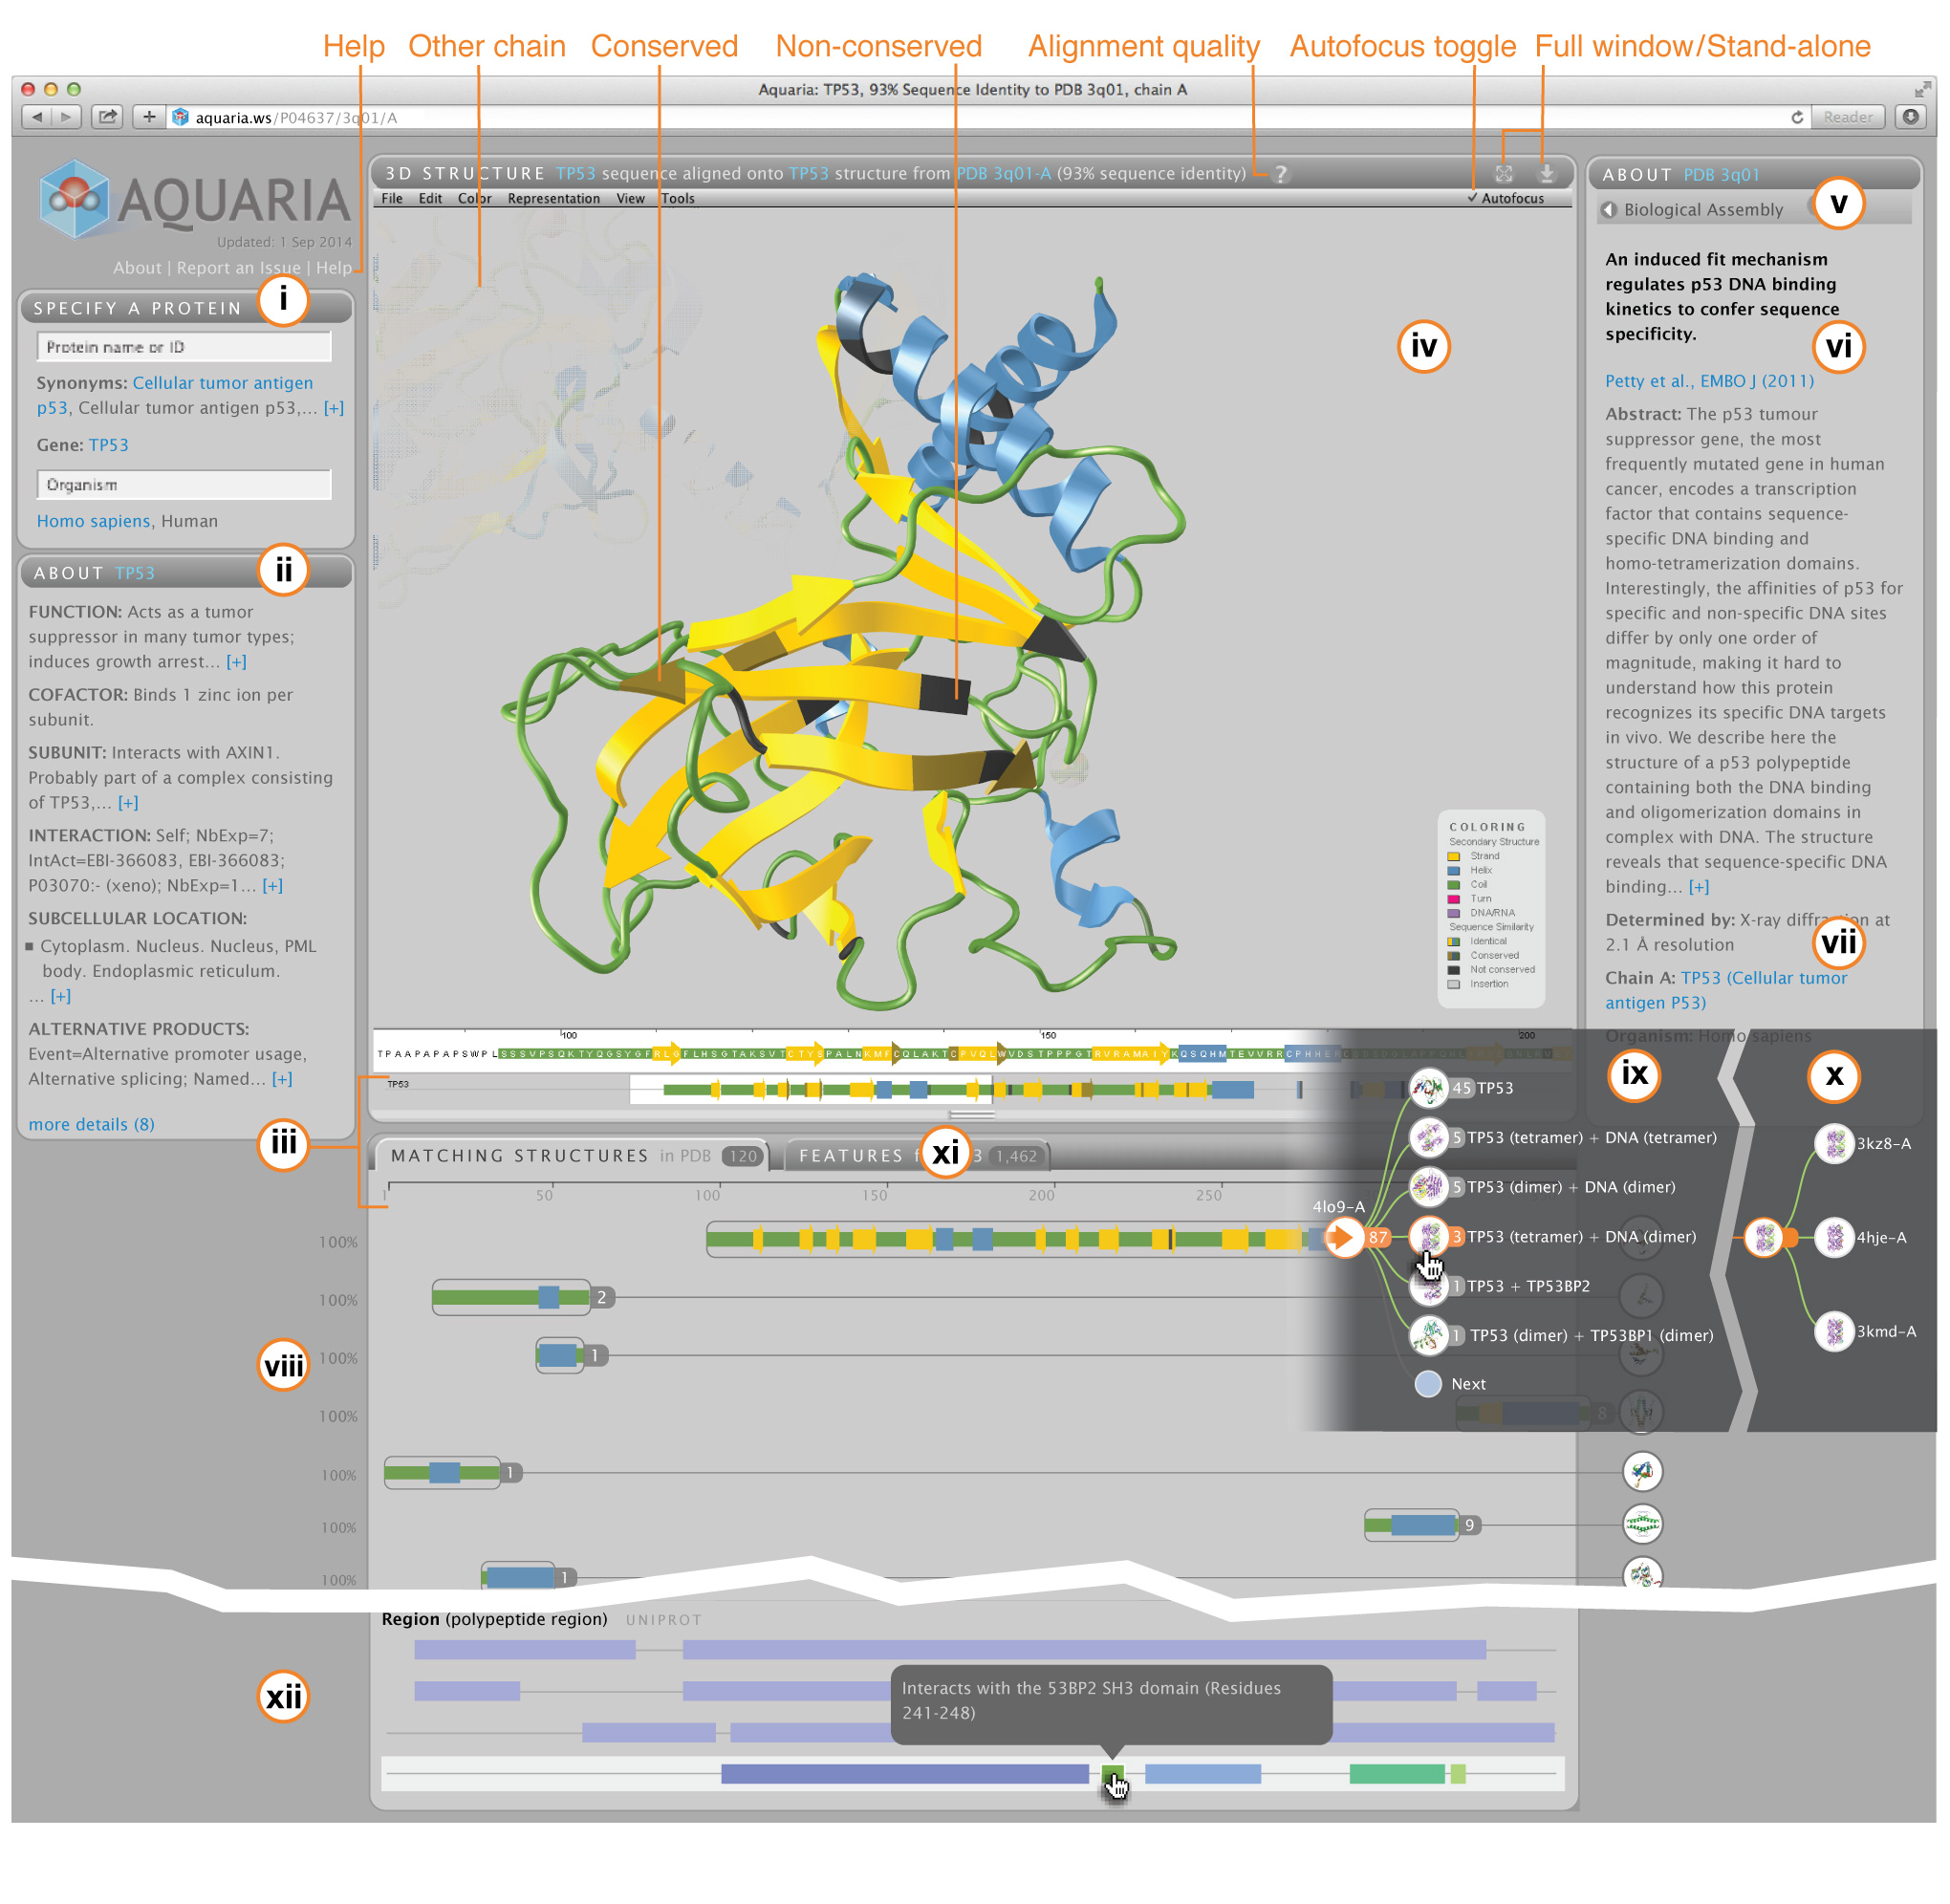 Help Other chain Conserved Non-conserved Alignment quality Autofocus toggle Full window/Stand-alone
Aquaria: TP53, 93% Sequence Identity to PDB 3q01, chain A
aquaria.ws/P04637/3q01/A
Reader
AQUARIA
Updated: 1 Sep 2014
About | Report an Issue | Help
i
SPECIFY A PROTEIN
Protein name or ID
Synonyms: Cellular tumor antigen
p53, Cellular tumor antigen p53,... [+]
Gene: TP53
Organism
Homo sapiens, Human
ii
ABOUT TP53
FUNCTION: Acts as a tumor
suppressor in many tumor types;
induces growth arrest... [+]
COFACTOR: Binds 1 zinc ion per
subunit.
SUBUNIT: Interacts with AXIN1.
Probably part of a complex consisting
of TP53,... [+]
INTERACTION: Self; NbExp=7;
IntAct=EBI-366083, EBI-366083;
P03070:- (xeno); NbExp=1... [+]
SUBCELLULAR LOCATION:
Cytoplasm. Nucleus. Nucleus, PML
body. Endoplasmic reticulum.
... [+]
ALTERNATIVE PRODUCTS:
Event=Alternative promoter usage,
Alternative splicing; Named... [+]
more details (8)
3D STRUCTURE TP53 sequence aligned onto TP53 structure from PDB 3q01-A (93% sequence identity) ?
File Edit Color Representation View Tools
✓ Autofocus
iv
COLORING
Secondary Structure
Strand
Helix
Coil
Turn
DNA/RNA
Sequence Similarity
Identical
Conserved
Not conserved
Insertion
ABOUT PDB 3q01
Biological Assembly
v
An induced fit mechanism
regulates p53 DNA binding
kinetics to confer sequence
specificity.
vi
Petty et al., EMBO J (2011)
Abstract: The p53 tumour
suppressor gene, the most
frequently mutated gene in human
cancer, encodes a transcription
factor that contains sequence-
specific DNA binding and
homo-tetramerization domains.
Interestingly, the affinities of p53 for
specific and non-specific DNA sites
differ by only one order of
magnitude, making it hard to
understand how this protein
recognizes its specific DNA targets
in vivo. We describe here the
structure of a p53 polypeptide
containing both the DNA binding
and oligomerization domains in
complex with DNA. The structure
reveals that sequence-specific DNA
binding... [+]
Determined by: X-ray diffraction at
2.1 Å resolution
vii
Chain A: TP53 (Cellular tumor
antigen P53)
Organism: Homo sapiens
100 150 200
TPAAPAPAPSWPLSSSVPSQKTYQGSYGFRLGFLHSGTAKSVTCTYSPALNKMFCQLAKTCPVQLWVDSTPPPGTRVRAMAIYKQSQHMTEVVRRCPHHE
TP53
iii
MATCHING STRUCTURES in PDB 120
FEATURES f xi 3 1,462
1 50 100 150 200 250
viii
100%
100% 2
100% 1
100% 8
100% 1
100% 9
100% 1
4lo9-A
87
45 TP53
5 TP53 (tetramer) + DNA (tetramer)
5 TP53 (dimer) + DNA (dimer)
3 TP53 (tetramer) + DNA (dimer)
1 TP53 + TP53BP2
1 TP53 (dimer) + TP53BP1 (dimer)
Next
ix
x
3kz8-A
4hje-A
3kmd-A
Region (polypeptide region) UNIPROT
xii
Interacts with the 53BP2 SH3 domain (Residues
241-248)